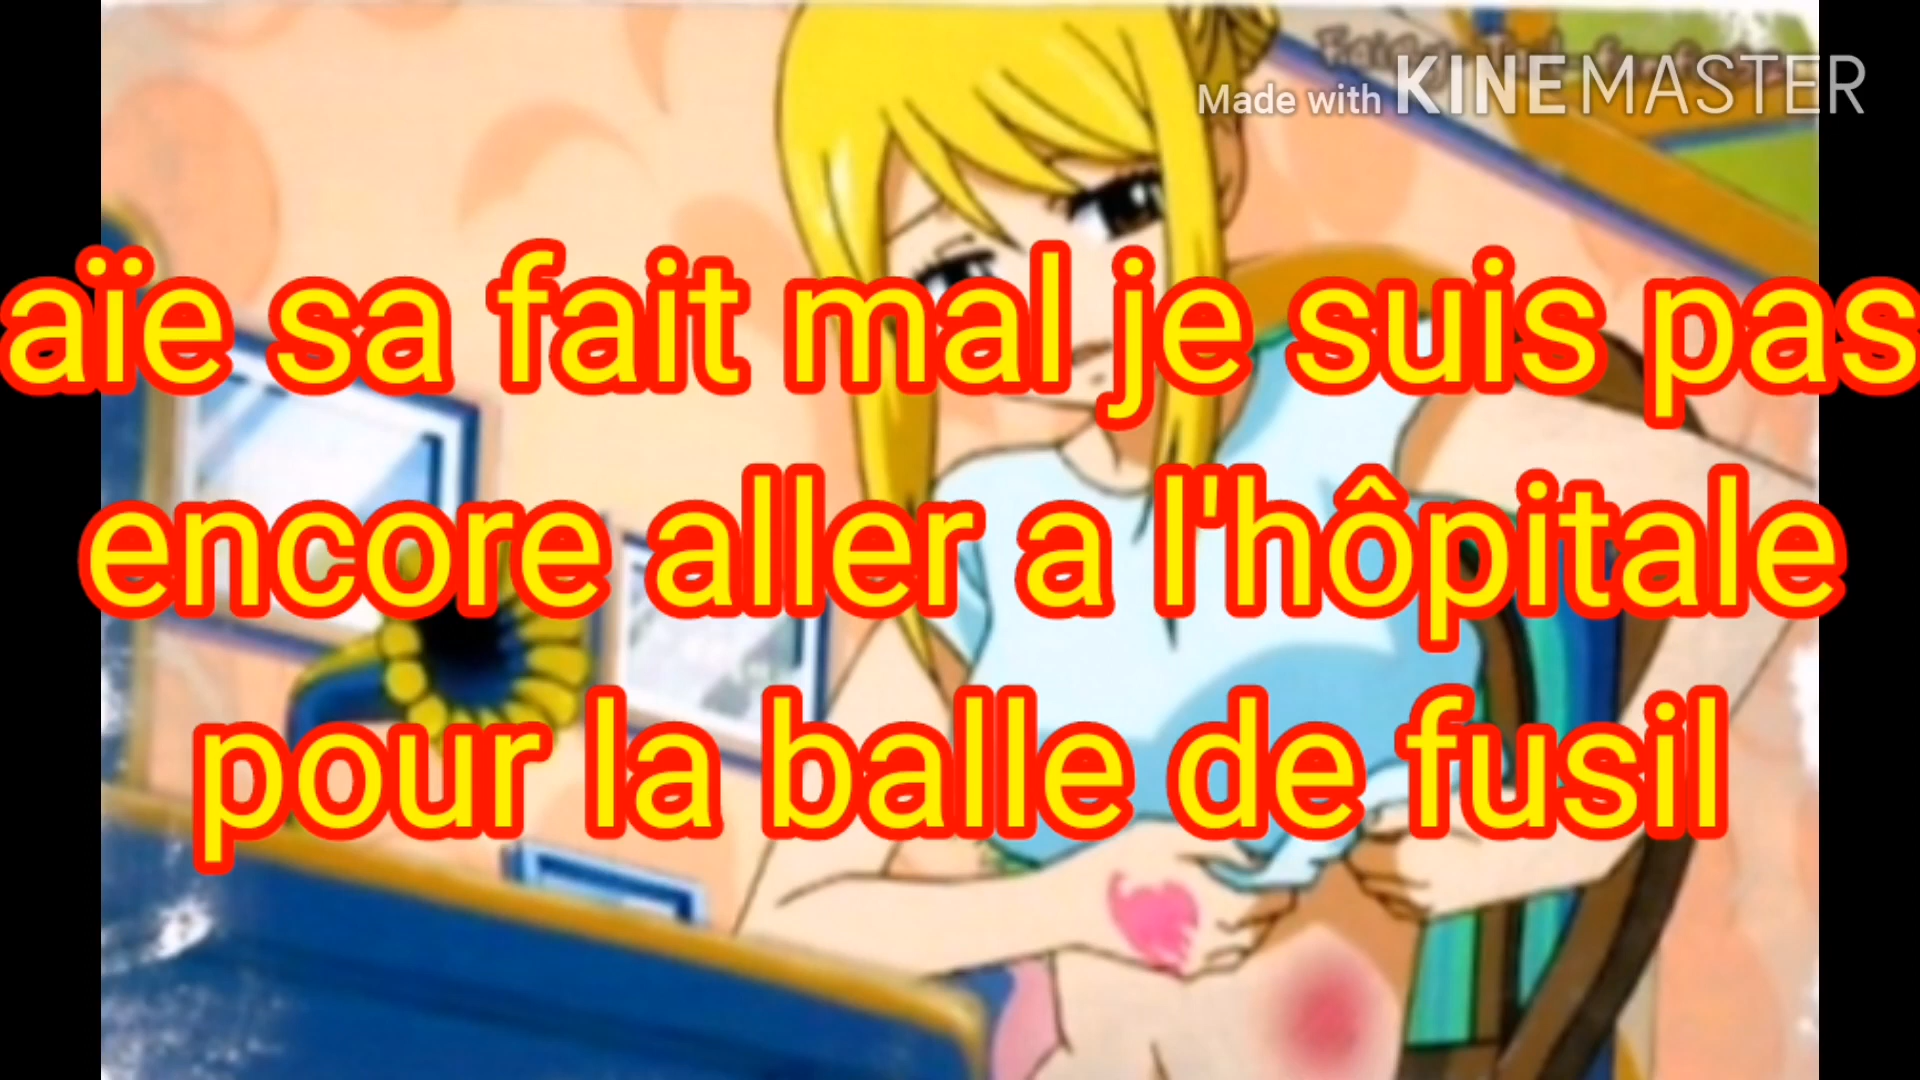 Made with KINEMASTER
aïe sa fait mal je suis pas
encore aller a l'hôpitale
pour la balle de fusil